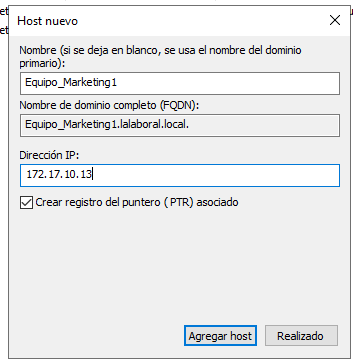 Host nuevo
Nombre (si se deja en blanco, se usa el nombre del dominio
primario):
Equipo_Marketing1
Nombre de dominio completo (FQDN):
Equipo_Marketing1.lalaboral.local.
Dirección IP:
172.17.10.13
Crear registro del puntero (PTR) asociado
Agregar host
Realizado